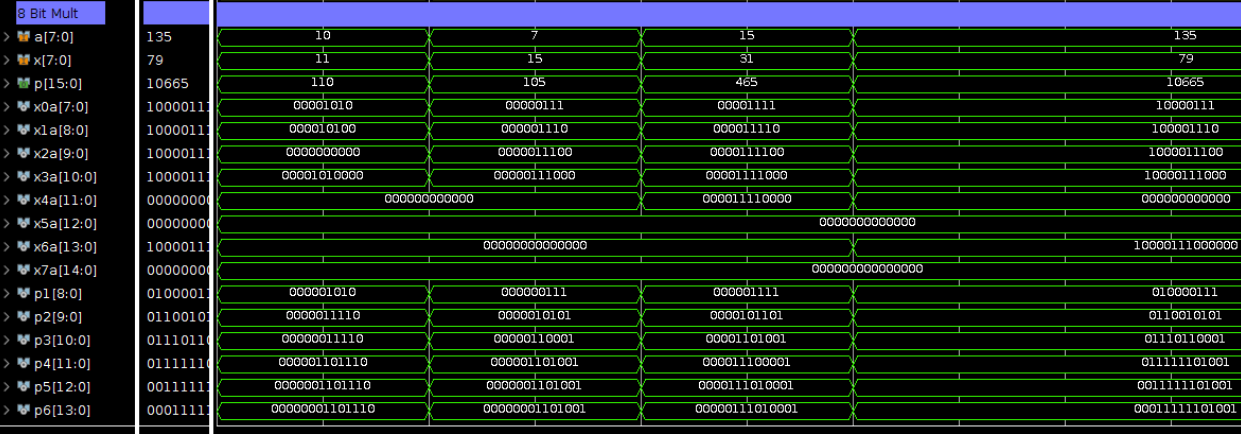 8 Bit Mult
a[7:0] 135 10 7 15 135
x[7:0] 79 11 15 31 79
p[15:0] 10665 110 105 465 10665
x0a[7:0] 10000111 00001010 00000111 00001111 10000111
x1a[8:0] 10000111 000010100 000001110 000011110 100001110
x2a[9:0] 10000111 0000000000 0000011100 0000111100 1000011100
x3a[10:0] 10000111 00001010000 00000111000 00001111000 10000111000
x4a[11:0] 00000000 000000000000 000011110000 000000000000
x5a[12:0] 00000000 0000000000000
x6a[13:0] 10000111 00000000000000 10000111000000
x7a[14:0] 00000000 000000000000000
p1[8:0] 01000011 000001010 000000111 000001111 010000111
p2[9:0] 01100101 0000011110 0000010101 0000101101 0110010101
p3[10:0] 01110110 00000011110 00000110001 00001101001 01110110001
p4[11:0] 01111110 000001101110 000001101001 000011100001 011111101001
p5[12:0] 00111111 0000001101110 0000001101001 0000111010001 0011111101001
p6[13:0] 00011111 00000001101110 00000001101001 00000111010001 00011111101001